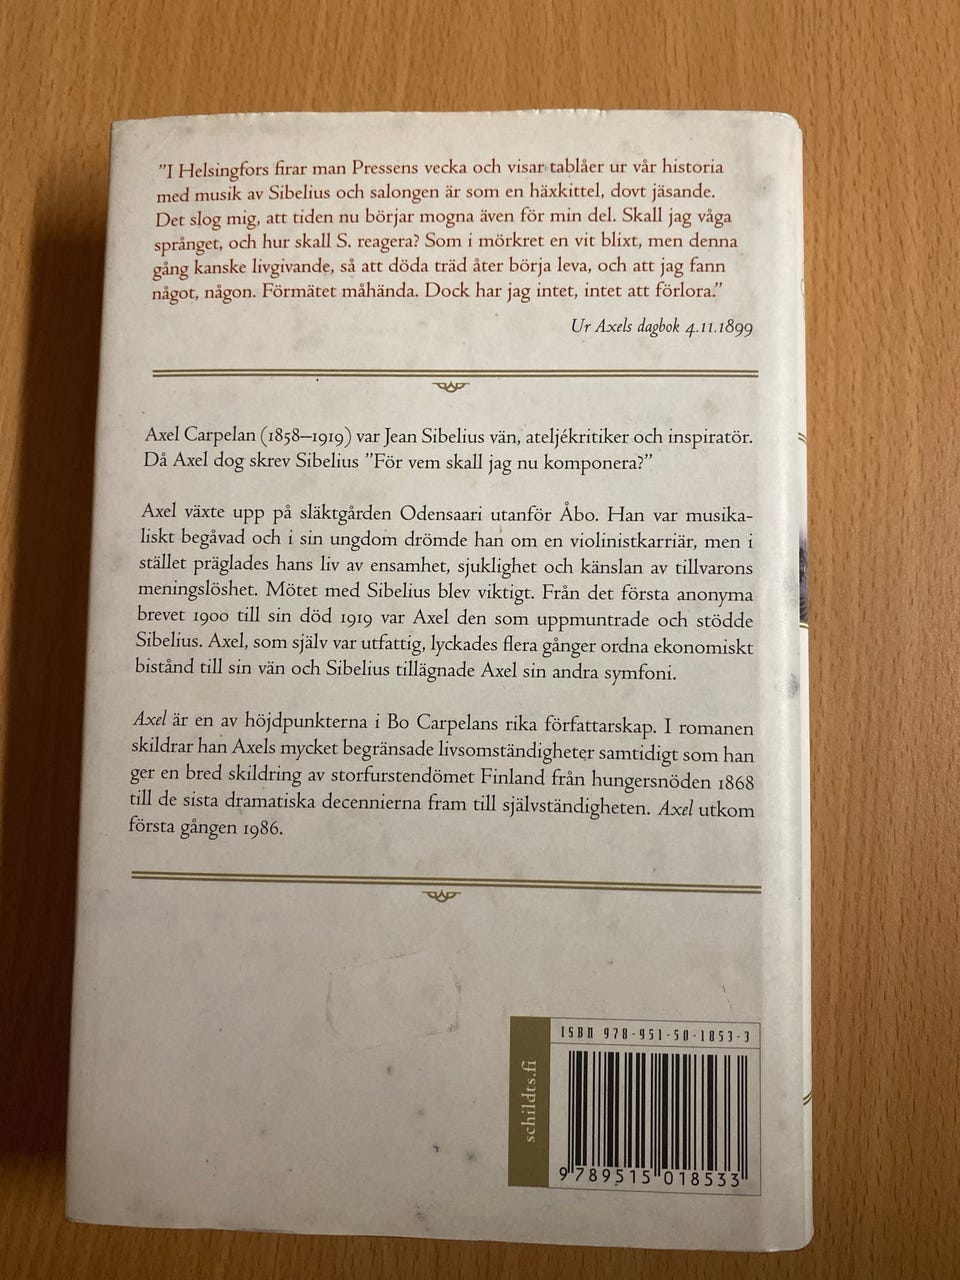 ”I Helsingfors firar man Pressens vecka och visar tablåer ur vår historia
med musik av Sibelius och salongen är som en häxkittel, dovt jäsande.
Det slog mig, att tiden nu börjar mogna även för min del. Skall jag våga
språnget, och hur skall S. reagera? Som i mörkret en vit blixt, men denna
gång kanske livgivande, så att döda träd åter börja leva, och att jag fann
något, någon. Förmätet måhända. Dock har jag intet, intet att förlora.”
Ur Axels dagbok 4.11.1899
Axel Carpelan (1858–1919) var Jean Sibelius vän, ateljékritiker och inspiratör.
Då Axel dog skrev Sibelius ”För vem skall jag nu komponera?”
Axel växte upp på släktgården Odensaari utanför Åbo. Han var musika-
liskt begåvad och i sin ungdom drömde han om en violinistkarriär, men i
stället präglades hans liv av ensamhet, sjuklighet och känslan av tillvarons
meningslöshet. Mötet med Sibelius blev viktigt. Från det första anonyma
brevet 1900 till sin död 1919 var Axel den som uppmuntrade och stödde
Sibelius. Axel, som själv var utfattig, lyckades flera gånger ordna ekonomiskt
bistånd till sin vän och Sibelius tillägnade Axel sin andra symfoni.
Axel är en av höjdpunkterna i Bo Carpelans rika författarskap. I romanen
skildrar han Axels mycket begränsade livsomständigheter samtidigt som han
ger en bred skildring av storfurstendömet Finland från hungersnöden 1868
till de sista dramatiska decennierna fram till självständigheten. Axel utkom
första gången 1986.
schildts.fi
ISBN 978-951-50-1853-3
9 789515 018533